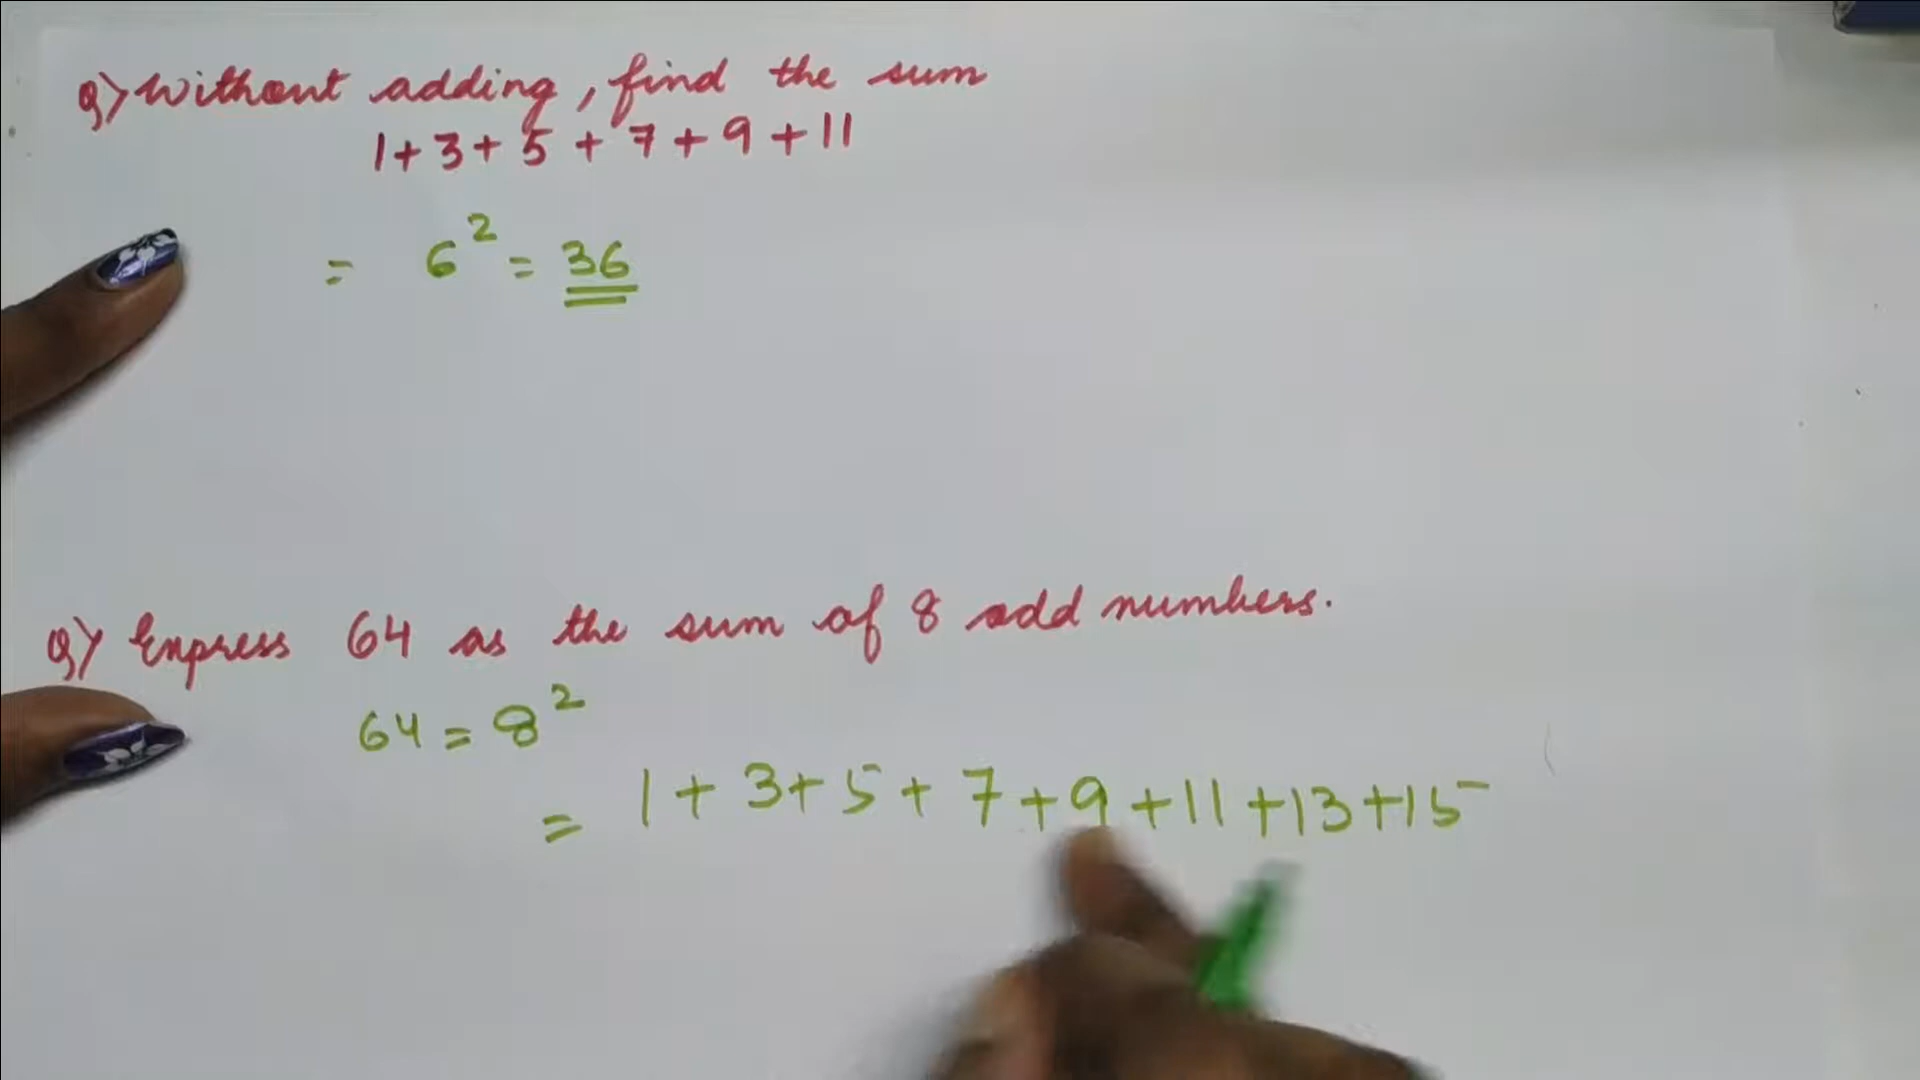 Q) Without adding, find the sum
1 + 3 + 5 + 7 + 9 + 11
= 6² = 36
Q) Express 64 as the sum of 8 odd numbers.
64 = 8²
= 1 + 3 + 5 + 7 + 9 + 11 + 13 + 15